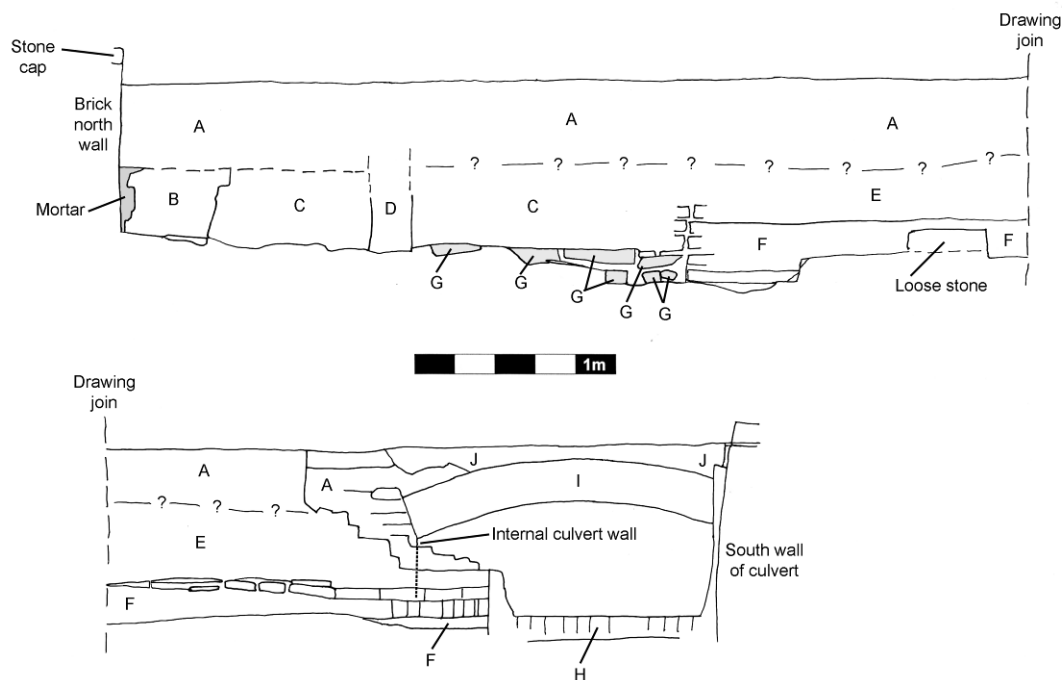 Stone
cap
Drawing
join
Brick
north
wall
A
A
A
? ? ? ? ? ? ? ?
Mortar
B
C
D
C
E
F
F
G
G
G
G
G
Loose stone
1m
Drawing
join
A
A
J
J
I
? ? ?
Internal culvert wall
E
South wall
of culvert
F
F
H